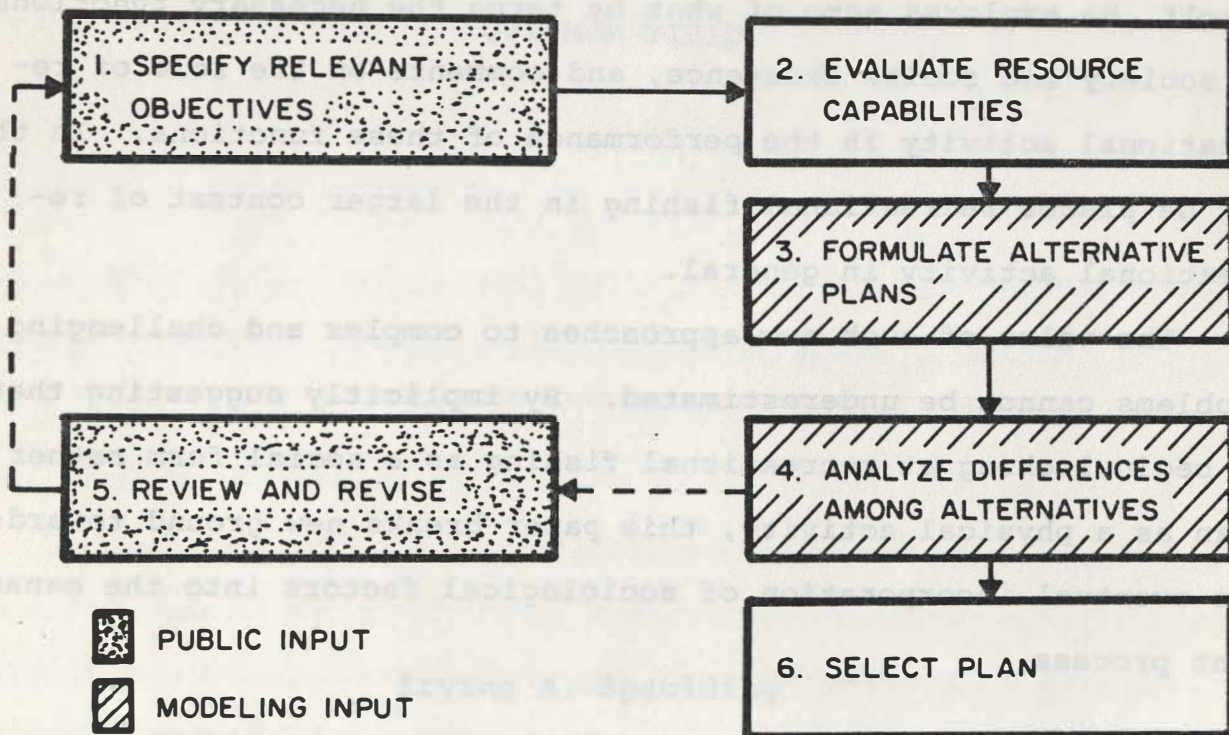 1. SPECIFY RELEVANT
OBJECTIVES
2. EVALUATE RESOURCE
CAPABILITIES
3. FORMULATE ALTERNATIVE
PLANS
4. ANALYZE DIFFERENCES
AMONG ALTERNATIVES
5. REVIEW AND REVISE
6. SELECT PLAN
PUBLIC INPUT
MODELING INPUT